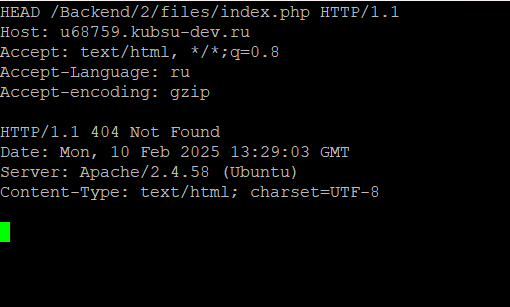 HEAD /Backend/2/files/index.php HTTP/1.1
Host: u68759.kubsu-dev.ru
Accept: text/html, */*;q=0.8
Accept-Language: ru
Accept-encoding: gzip

HTTP/1.1 404 Not Found
Date: Mon, 10 Feb 2025 13:29:03 GMT
Server: Apache/2.4.58 (Ubuntu)
Content-Type: text/html; charset=UTF-8